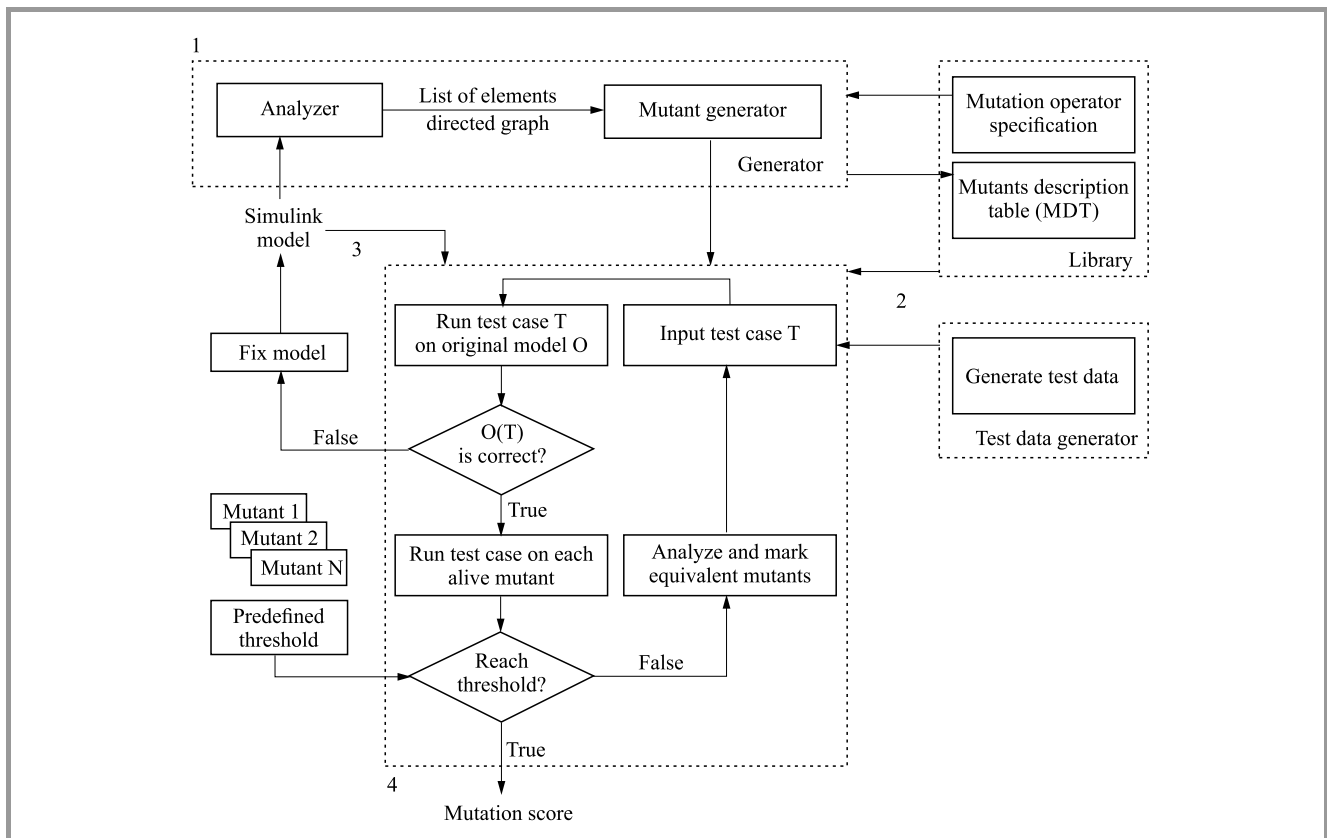 1
Analyzer
List of elements
directed graph
Mutant generator
Generator
Mutation operator
specification
Mutants description
table (MDT)
Library
Simulink
model
3
2
Run test case T
on original model O
Input test case T
Fix model
Generate test data
Test data generator
False
O(T)
is correct?
True
Mutant 1
Mutant 2
Mutant N
Run test case on each
alive mutant
Analyze and mark
equivalent mutants
Predefined
threshold
Reach
threshold?
False
True
4
Mutation score